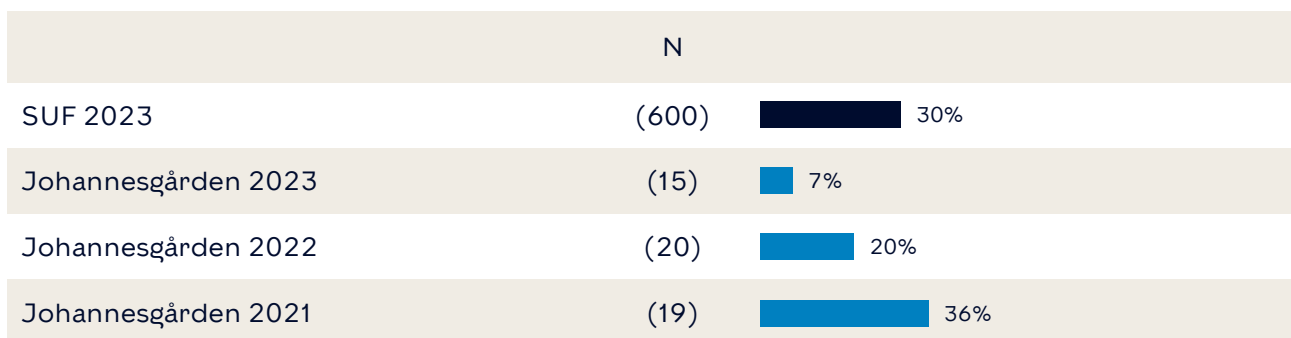 N
SUF 2023 (600) 30%
Johannesgården 2023 (15) 7%
Johannesgården 2022 (20) 20%
Johannesgården 2021 (19) 36%